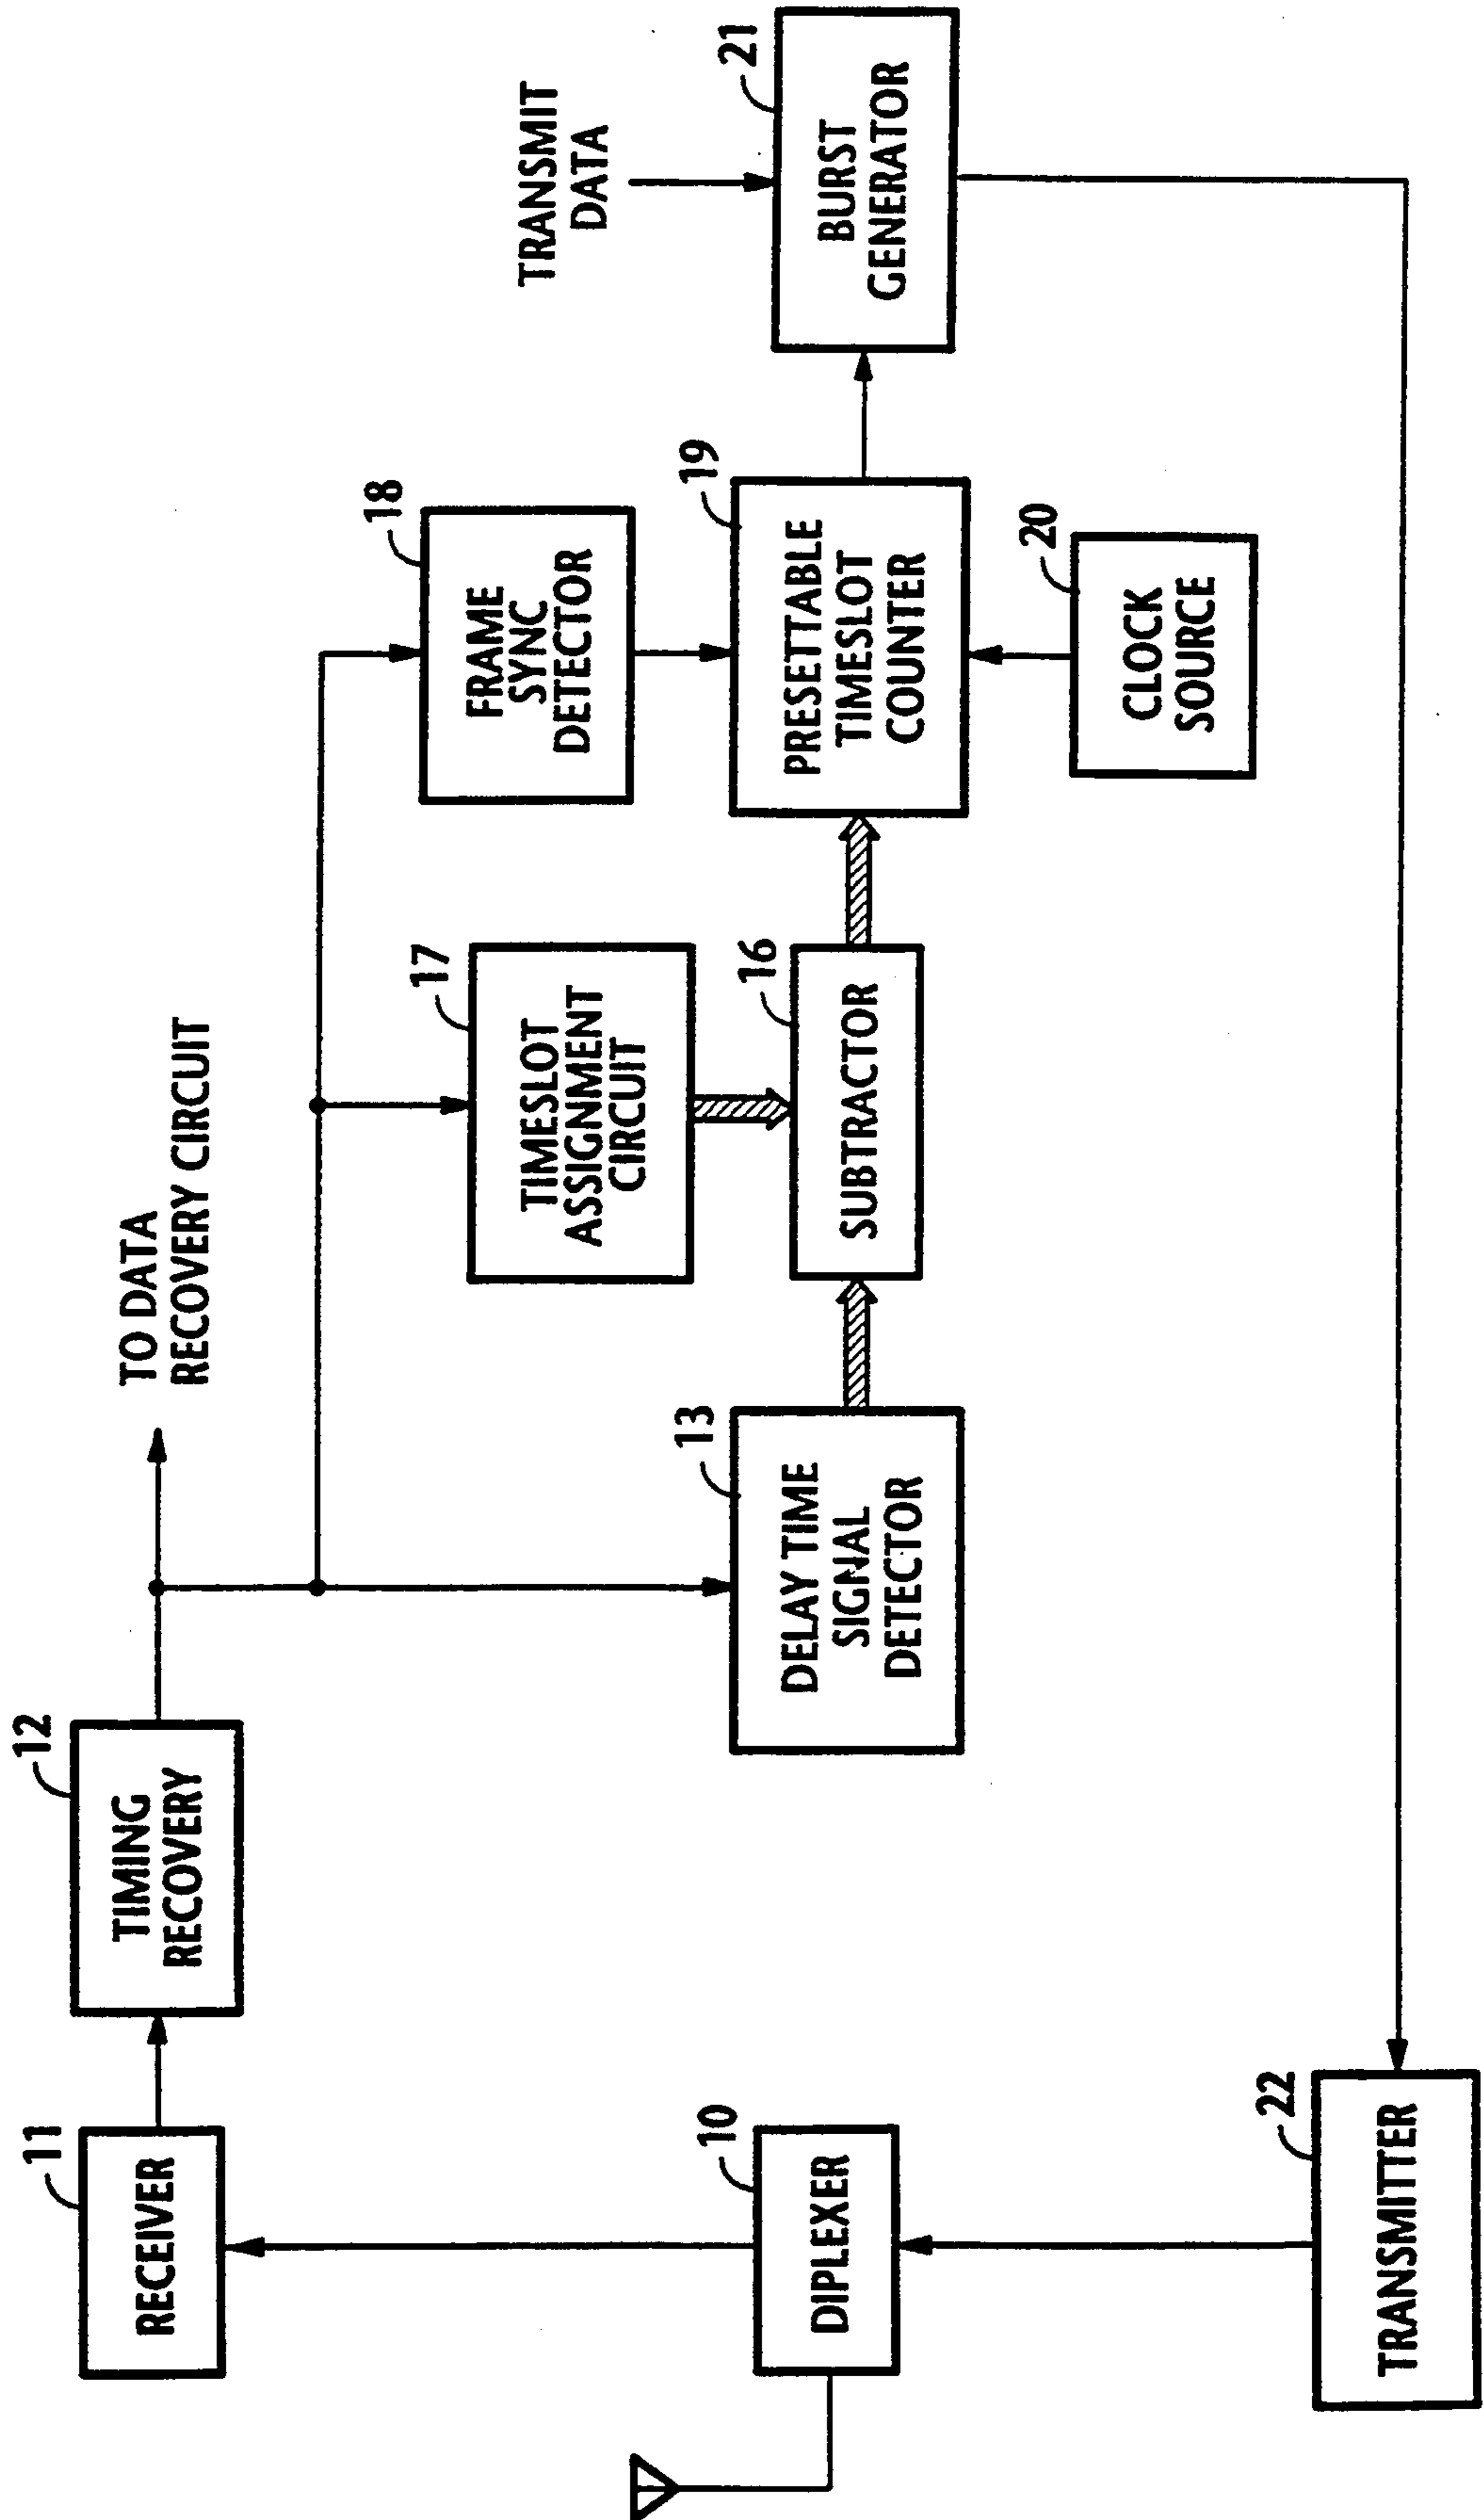 11
RECEIVER
12
TIMING
RECOVERY
TO DATA
RECOVERY CIRCUIT
10
DIPLEXER
13
DELAY TIME
SIGNAL
DETECTOR
17
TIMESLOT
ASSIGNMENT
CIRCUIT
16
SUBTRACTOR
18
FRAME
SYNC
DETECTOR
19
PRESETTABLE
TIMESLOT
COUNTER
20
CLOCK
SOURCE
TRANSMIT
DATA
21
BURST
GENERATOR
22
TRANSMITTER